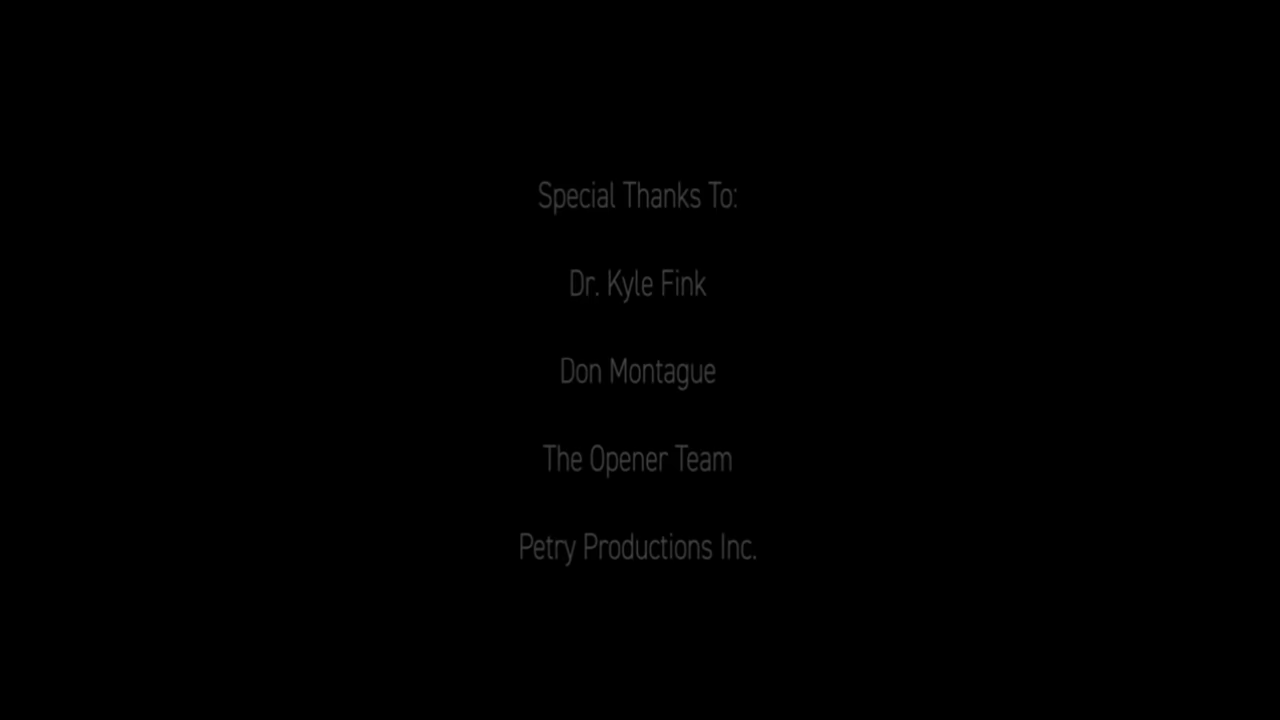 Special Thanks To:
Dr. Kyle Fink
Don Montague
The Opener Team
Petry Productions Inc.